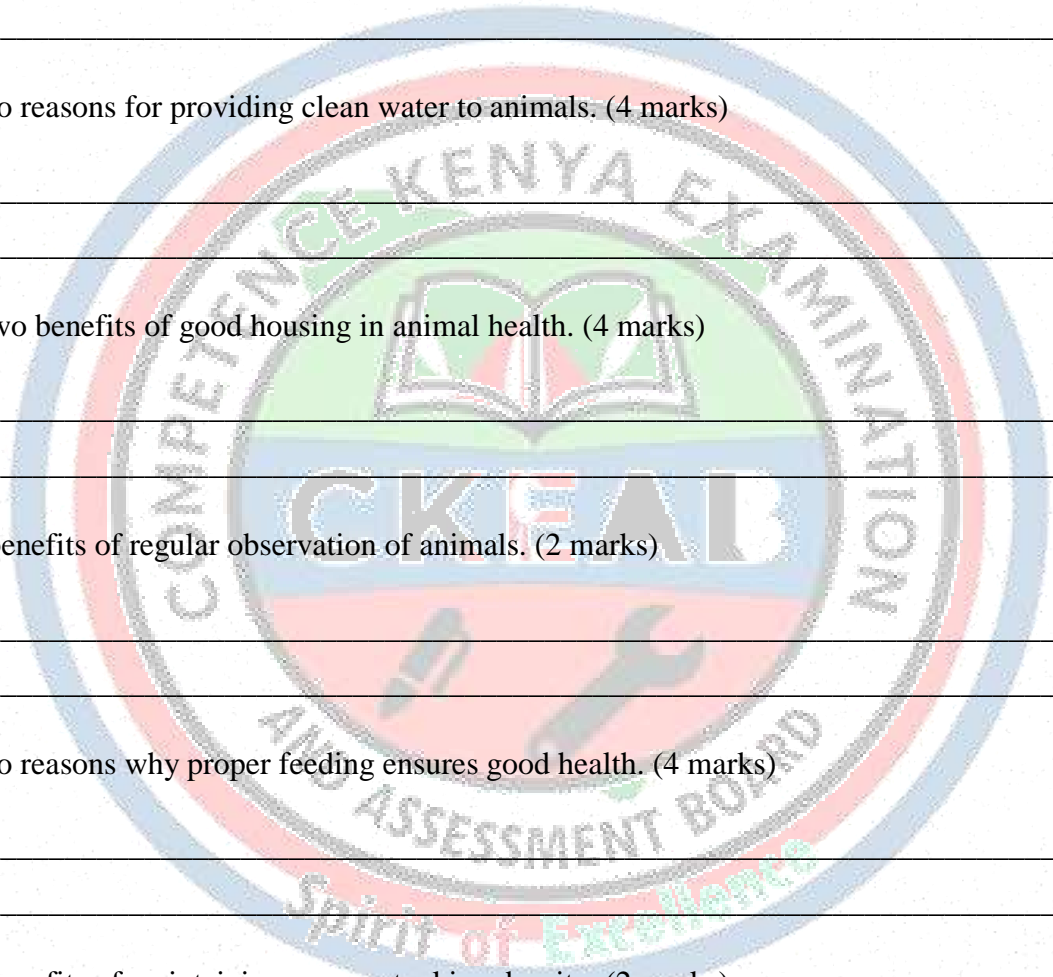 o reasons for providing clean water to animals. (4 marks)
wo benefits of good housing in animal health. (4 marks)
benefits of regular observation of animals. (2 marks)
o reasons why proper feeding ensures good health. (4 marks)
COMPETENCE KENYA EXAMINATION
CKEAB
AND ASSESSMENT BOARD
Spirit of Excellence